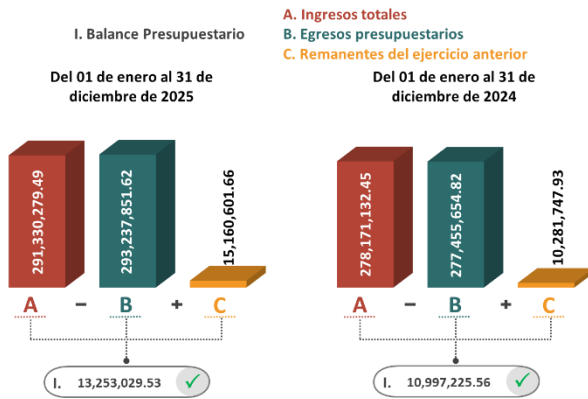 I. Balance Presupuestario
A. Ingresos totales
B. Egresos presupuestarios
C. Remanentes del ejercicio anterior
Del 01 de enero al 31 de
diciembre de 2025
291,330,279.49
293,237,851.62
15,160,601.66
A – B + C
I. 13,253,029.53 ✓
Del 01 de enero al 31 de
diciembre de 2024
278,171,132.45
277,455,654.82
10,281,747.93
A – B + C
I. 10,997,225.56 ✓